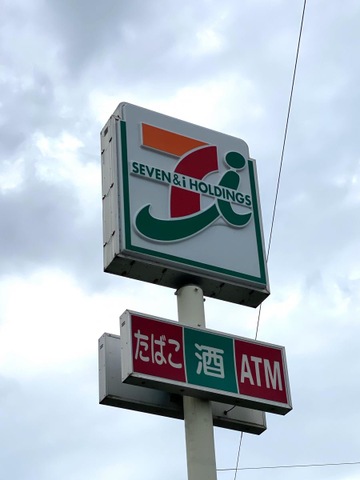 SEVEN & i HOLDINGS
たばこ 酒 ATM